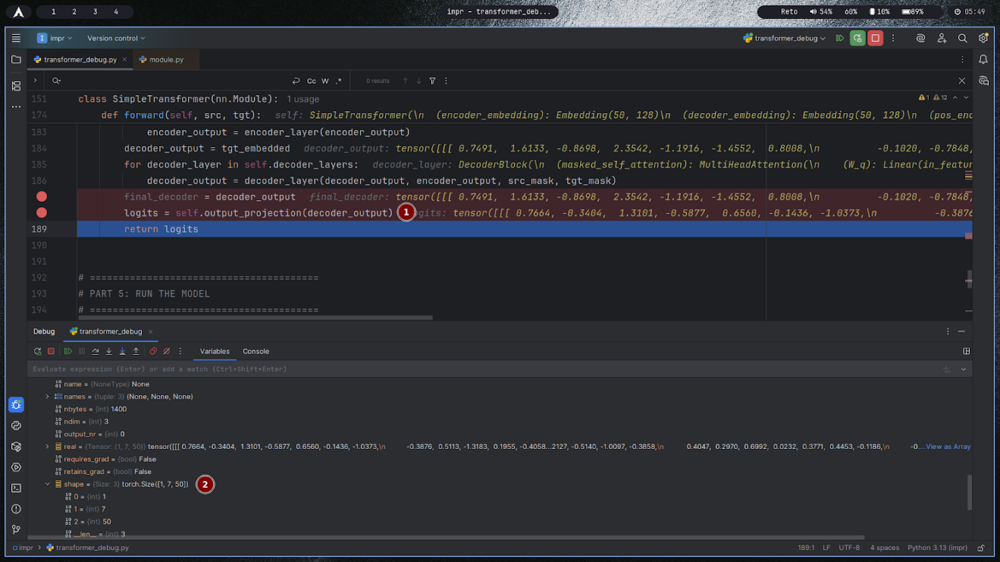 1 2 3 4
impr - transformer_deb...
Reto 54% 60% 10% 89% 05:49
I impr Version control
transformer_debug
transformer_debug.py module.py
Cc W .* 0 results
151 class SimpleTransformer(nn.Module): 1 usage
1 12
174 def forward(self, src, tgt): self: SimpleTransformer(\n (encoder_embedding): Embedding(50, 128)\n (decoder_embedding): Embedding(50, 128)\n (pos_enc
183 encoder_output = encoder_layer(encoder_output)
184 decoder_output = tgt_embedded decoder_output: tensor([[[ 0.7491, 1.6133, -0.8698, 2.3542, -1.1916, -1.4552, 0.8008,\n -0.1020, -0.7848,
185 for decoder_layer in self.decoder_layers: decoder_layer: DecoderBlock(\n (masked_self_attention): MultiHeadAttention(\n (W_q): Linear(in_featur
186 decoder_output = decoder_layer(decoder_output, encoder_output, src_mask, tgt_mask)
final_decoder = decoder_output final_decoder: tensor([[[ 0.7491, 1.6133, -0.8698, 2.3542, -1.1916, -1.4552, 0.8008,\n -0.1020, -0.7848,
logits = self.output_projection(decoder_output) 1 logits: tensor([[[ 0.7664, -0.3404, 1.3101, -0.5877, 0.6560, -0.1436, -1.0373,\n -0.3876
189 return logits
190
191
192 # ========================================
193 # PART 5: RUN THE MODEL
194 # ========================================
Debug transformer_debug
Variables Console
Evaluate expression (Enter) or add a watch (Ctrl+Shift+Enter)
name = {NoneType} None
names = {tuple: 3} (None, None, None)
nbytes = {int} 1400
ndim = {int} 3
output_nr = {int} 0
real = {Tensor: (1, 7, 50)} tensor([[[ 0.7664, -0.3404, 1.3101, -0.5877, 0.6560, -0.1436, -1.0373,\n -0.3876, 0.5113, -1.3183, 0.1955, -0.4058...2127, -0.5140, -1.0097, -0.3858,\n 0.4047, 0.2970, 0.6992, 0.0232, 0.3771, 0.4453, -0.1186,\n -0....View as Array
requires_grad = {bool} False
retains_grad = {bool} False
shape = {Size: 3} torch.Size([1, 7, 50]) 2
0 = {int} 1
1 = {int} 7
2 = {int} 50
__len__ = {int} 3
impr > transformer_debug.py
189:1 LF UTF-8 4 spaces Python 3.13 (impr)